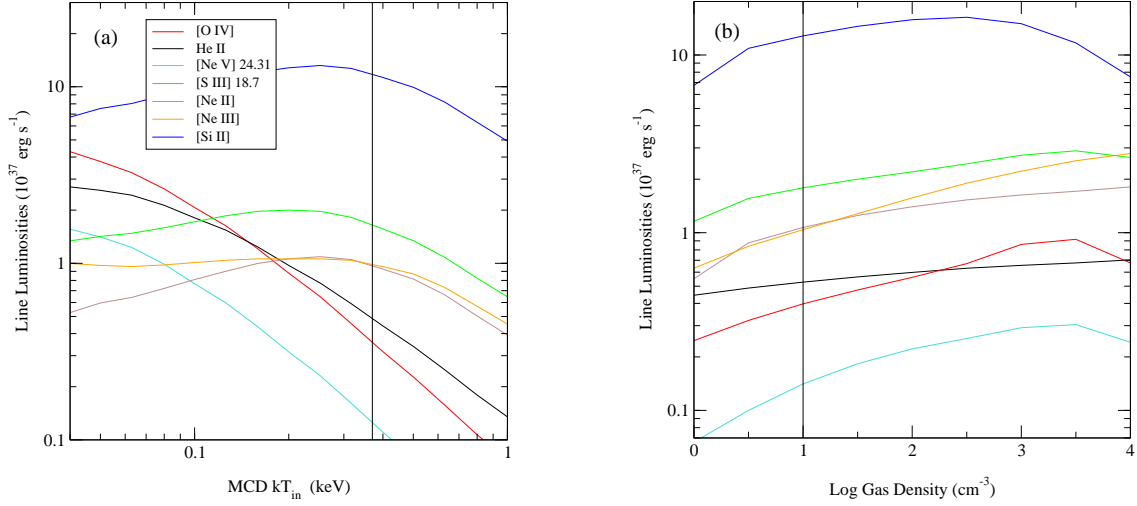 (a)
[O IV]
He II
[Ne V] 24.31
[S III] 18.7
[Ne II]
[Ne III]
[Si II]
10
1
0.1
Line Luminosities (10^37 erg s^-1)
0.1
1
MCD kT_in (keV)
(b)
10
1
0.1
Line Luminosities (10^37 erg s^-1)
0
1
2
3
4
Log Gas Density (cm^-3)